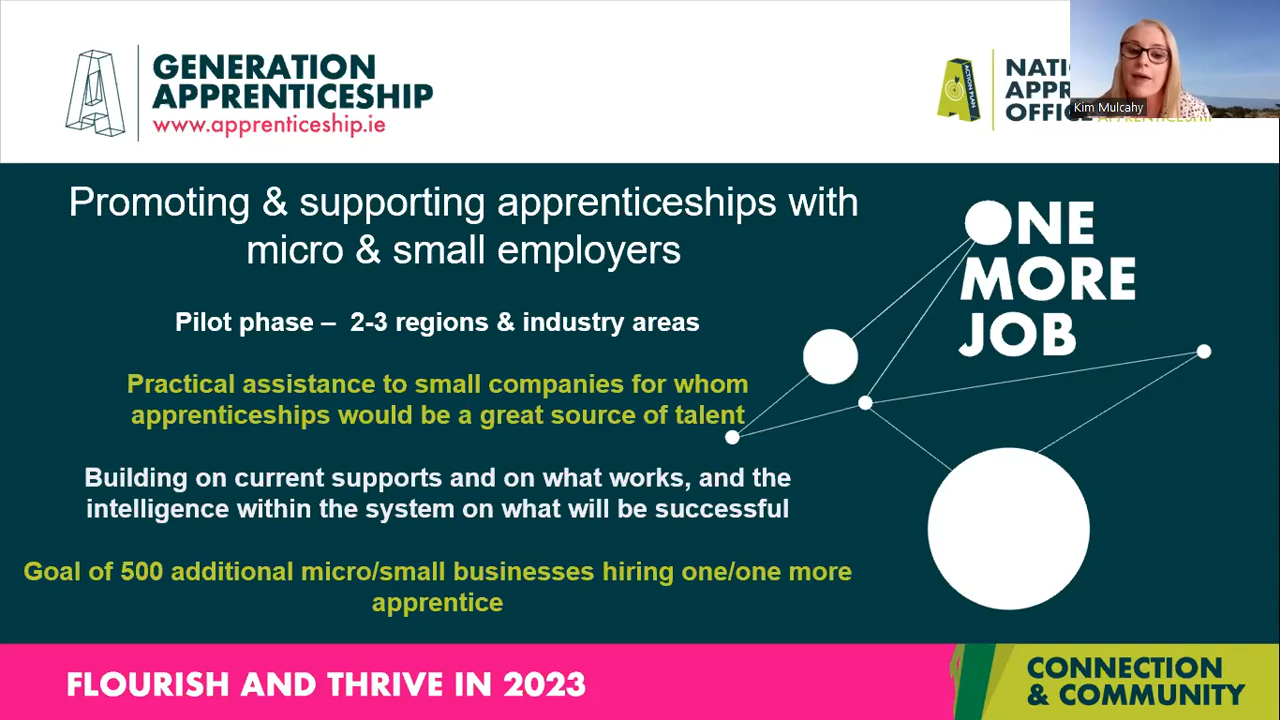 GENERATION
APPRENTICESHIP
www.apprenticeship.ie
ACTION PLAN
OFFICE
Kim Mulcahy
Promoting & supporting apprenticeships with
micro & small employers
ONE
MORE
JOB
Pilot phase – 2-3 regions & industry areas
Practical assistance to small companies for whom
apprenticeships would be a great source of talent
Building on current supports and on what works, and the
intelligence within the system on what will be successful
Goal of 500 additional micro/small businesses hiring one/one more
apprentice
FLOURISH AND THRIVE IN 2023
CONNECTION
& COMMUNITY